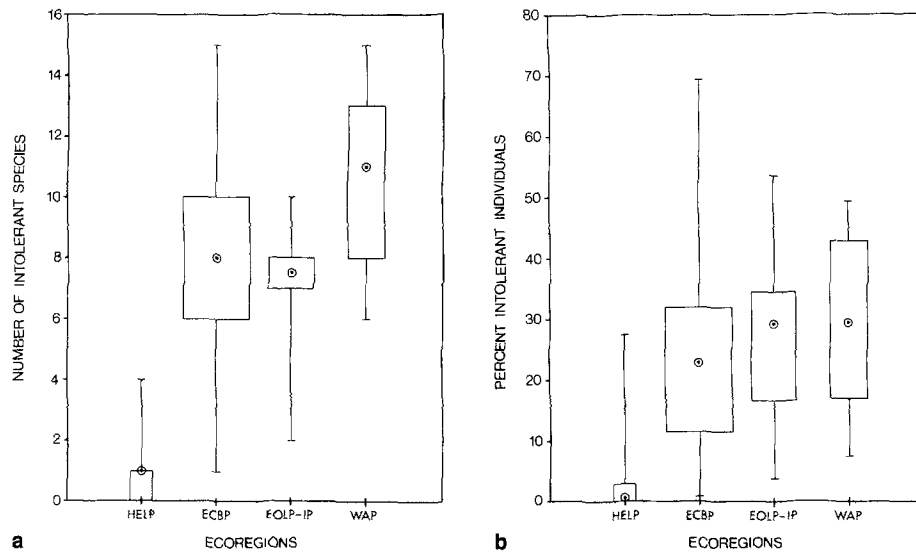 NUMBER OF INTOLERANT SPECIES
16
14
12
10
8
6
4
2
0
HELP
ECBP
EOLP-IP
WAP
ECOREGIONS
a
PERCENT INTOLERANT INDIVIDUALS
80
70
60
50
40
30
20
10
0
HELP
ECBP
EOLP-IP
WAP
ECOREGIONS
b